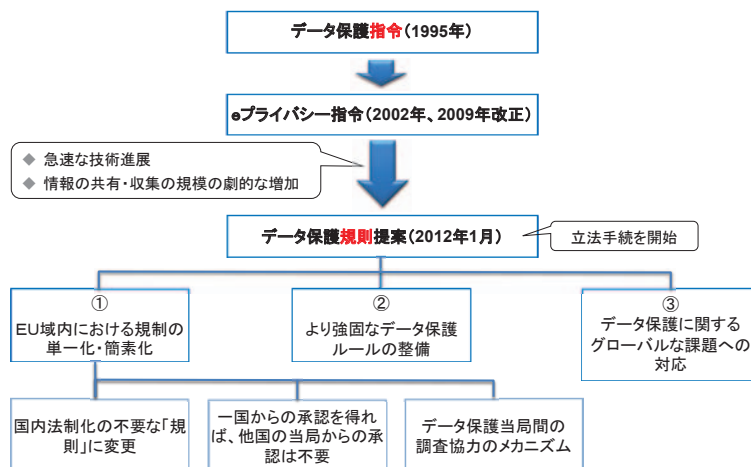 データ保護指令（1995年）
eプライバシー指令（2002年、2009年改正）
◆ 急速な技術進展
◆ 情報の共有・収集の規模の劇的な増加
データ保護規則提案（2012年1月）
立法手続を開始
①
EU域内における規制の
単一化・簡素化
②
より強固なデータ保護
ルールの整備
③
データ保護に関する
グローバルな課題への
対応
国内法制化の不要な「規
則」に変更
一国からの承認を得れ
ば、他国の当局からの承
認は不要
データ保護当局間の
調査協力のメカニズム